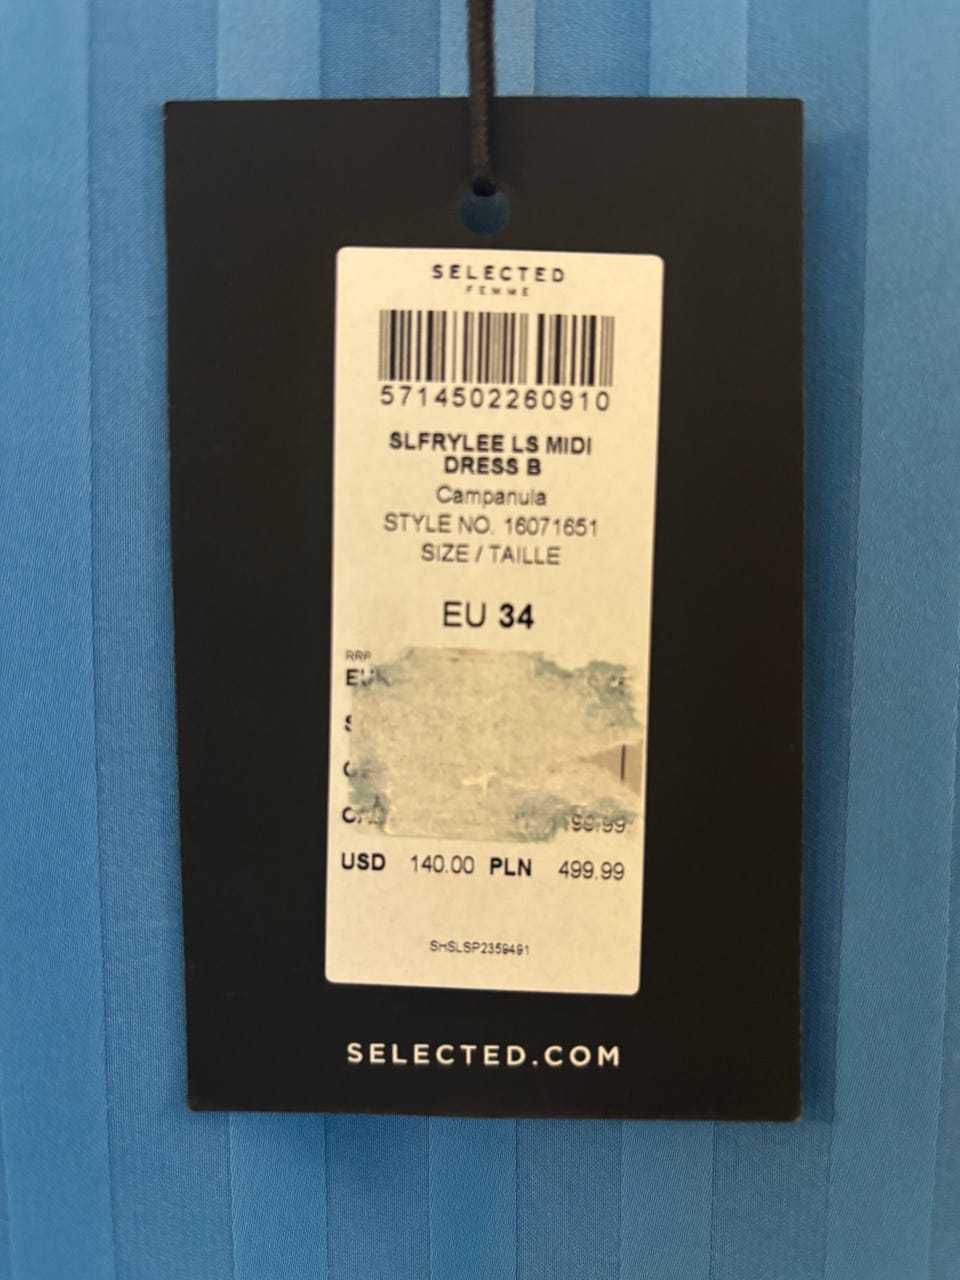 SELECTED
FEMME
5714502260910
SLFRYLEE LS MIDI
DRESS B
Campanula
STYLE NO. 16071651
SIZE / TAILLE
EU 34
RRP
USD 140.00 PLN 499.99
SHSLSP2359491
SELECTED.COM